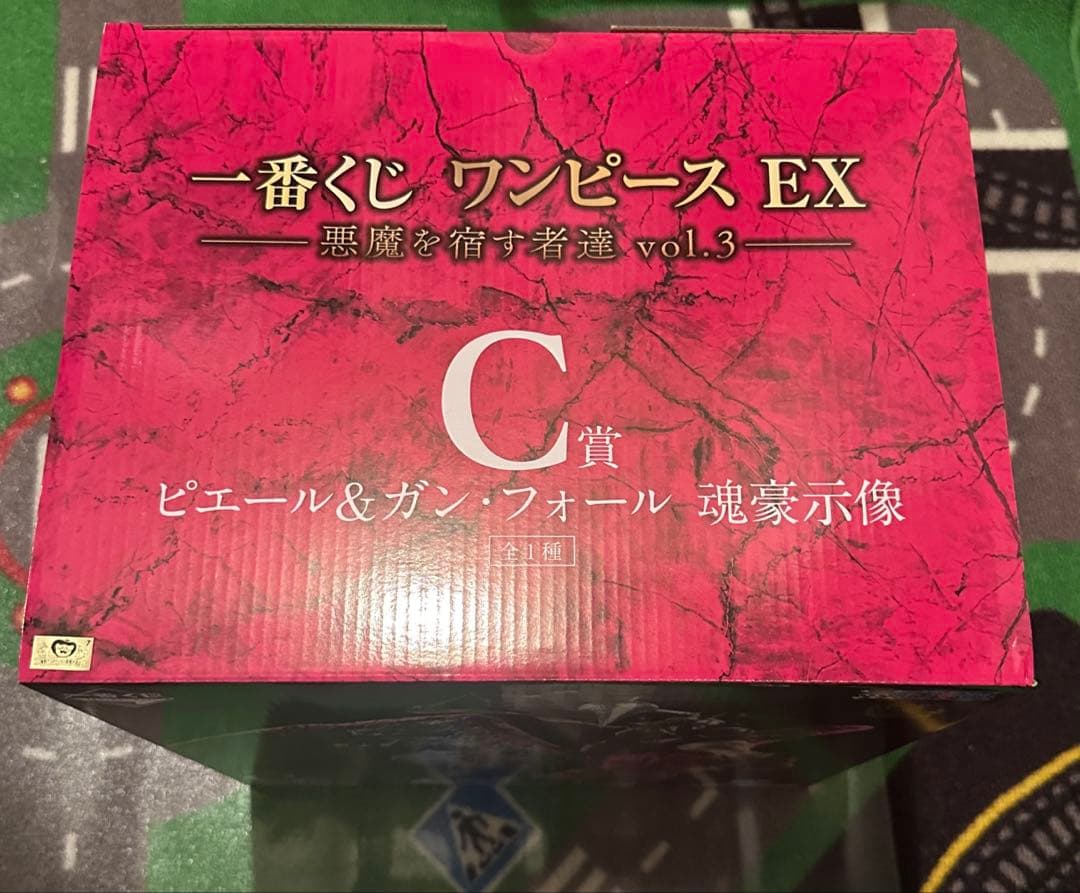 一番くじ ワンピース EX
悪魔を宿す者達 vol.3
C賞
ピエール&ガン・フォール 魂豪示像
全1種